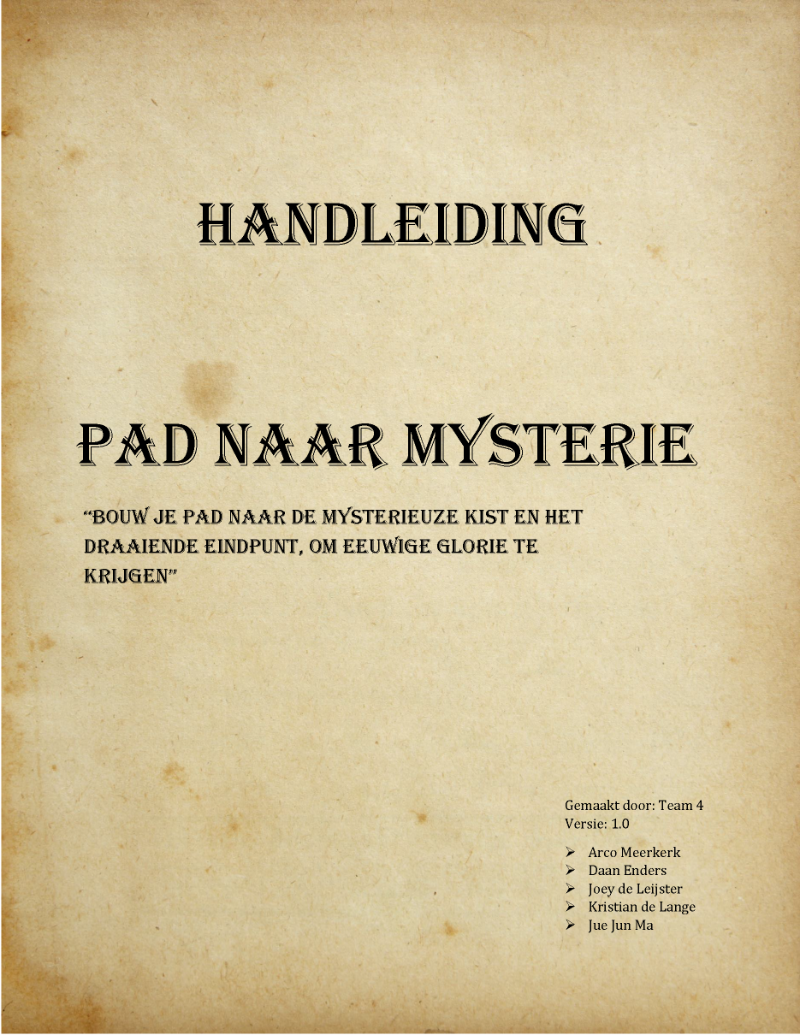 HANDLEIDING
PAD NAAR MYSTERIE
“BOUW JE PAD NAAR DE MYSTERIEUZE KIST EN HET
DRAAIENDE EINDPUNT, OM EEUWIGE GLORIE TE
KRIJGEN”
Gemaakt door: Team 4
Versie: 1.0
➢ Arco Meerkerk
➢ Daan Enders
➢ Joey de Leijster
➢ Kristian de Lange
➢ Jue Jun Ma